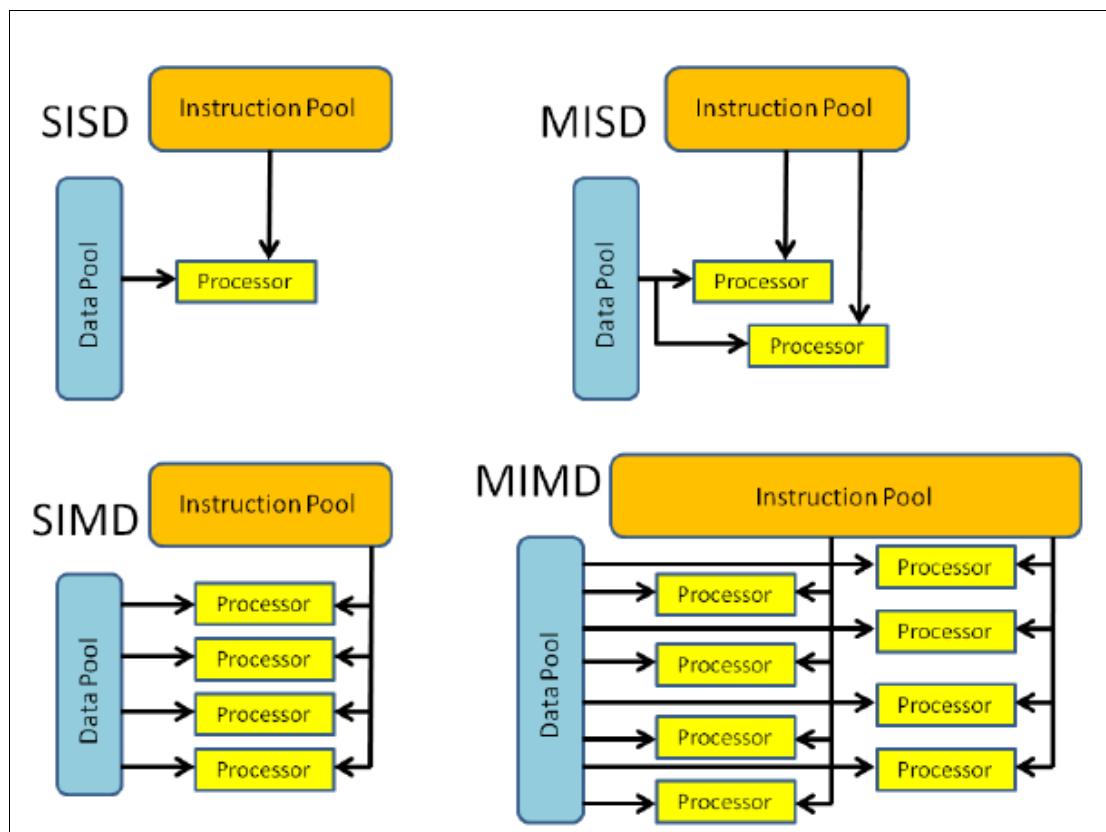 SISD
Instruction Pool
Data Pool
Processor
MISD
Instruction Pool
Data Pool
Processor
Processor
SIMD
Instruction Pool
Data Pool
Processor
Processor
Processor
Processor
MIMD
Instruction Pool
Data Pool
Processor
Processor
Processor
Processor
Processor
Processor
Processor
Processor